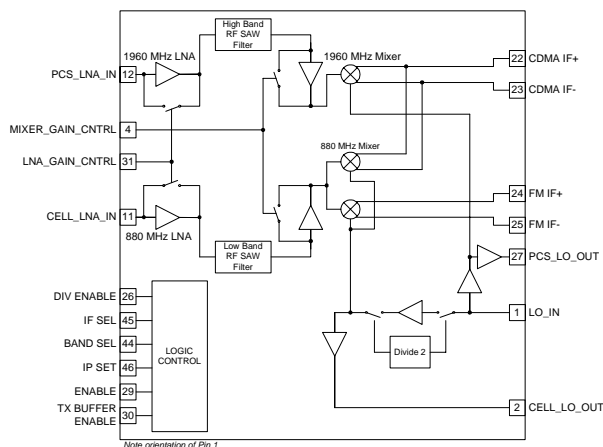 High Band
RF SAW
Filter
1960 MHz LNA
1960 MHz Mixer
PCS_LNA_IN 12
22 CDMA IF+
23 CDMA IF-
MIXER_GAIN_CNTRL 4
880 MHz Mixer
LNA_GAIN_CNTRL 31
24 FM IF+
CELL_LNA_IN 11
25 FM IF-
880 MHz LNA
Low Band
RF SAW
Filter
27 PCS_LO_OUT
DIV ENABLE 26
1 LO_IN
IF SEL 45
BAND SEL 44
LOGIC
CONTROL
Divide 2
IP SET 46
ENABLE 29
TX BUFFER
ENABLE 30
2 CELL_LO_OUT
Note orientation of Pin 1